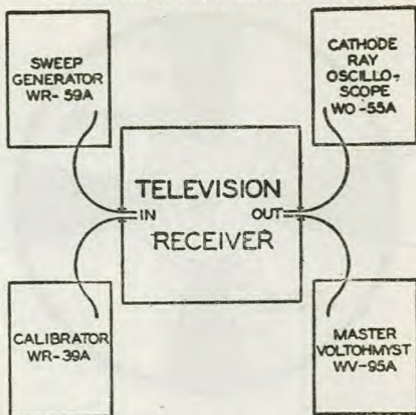 SWEEP
GENERATOR
WR-59A
CATHODE
RAY
OSCILLO-
SCOPE
WO-55A
TELEVISION
IN
OUT
RECEIVER
CALIBRATOR
WR-39A
MASTER
VOLTOHMYST
WV-95A